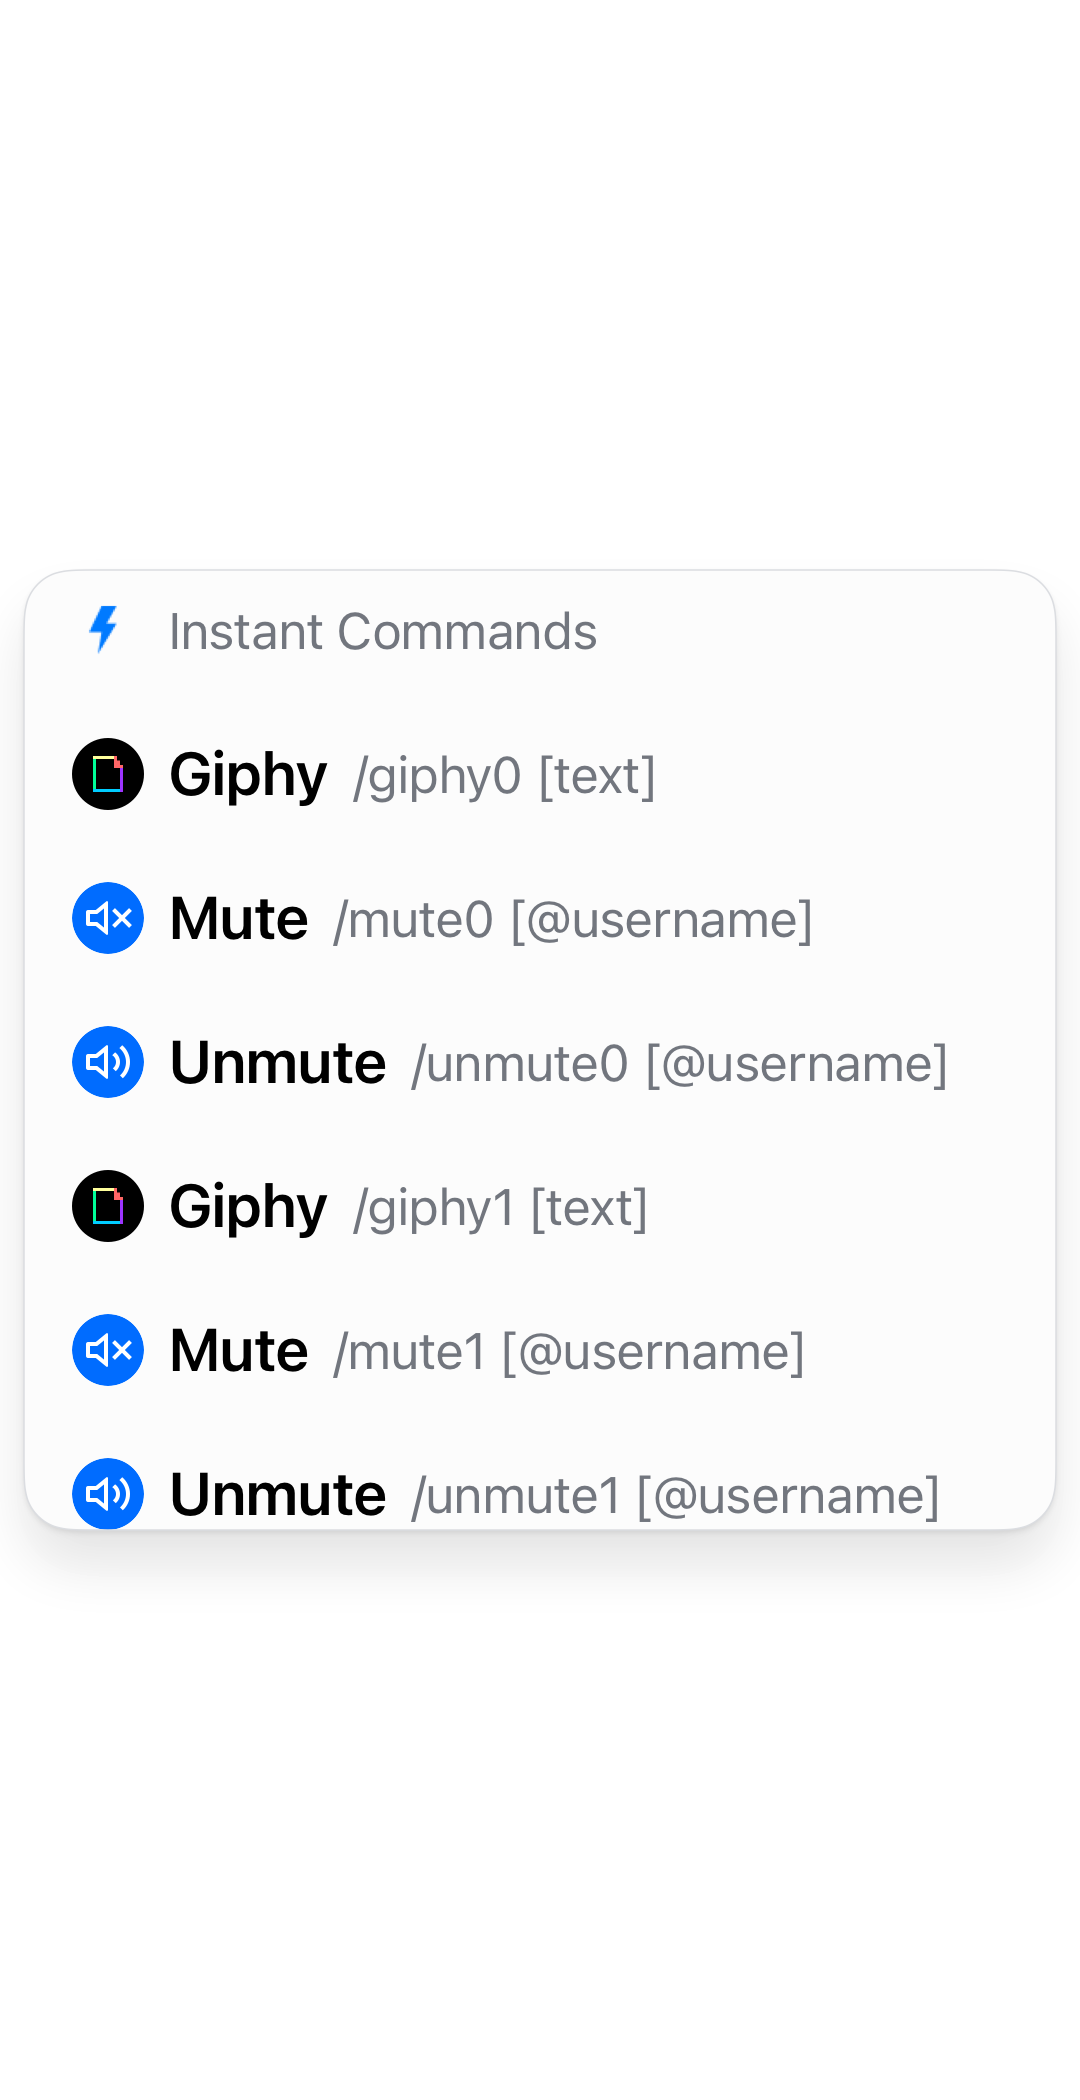 Instant Commands
Giphy /giphy0 [text]
Mute /mute0 [@username]
Unmute /unmute0 [@username]
Giphy /giphy1 [text]
Mute /mute1 [@username]
Unmute /unmute1 [@username]